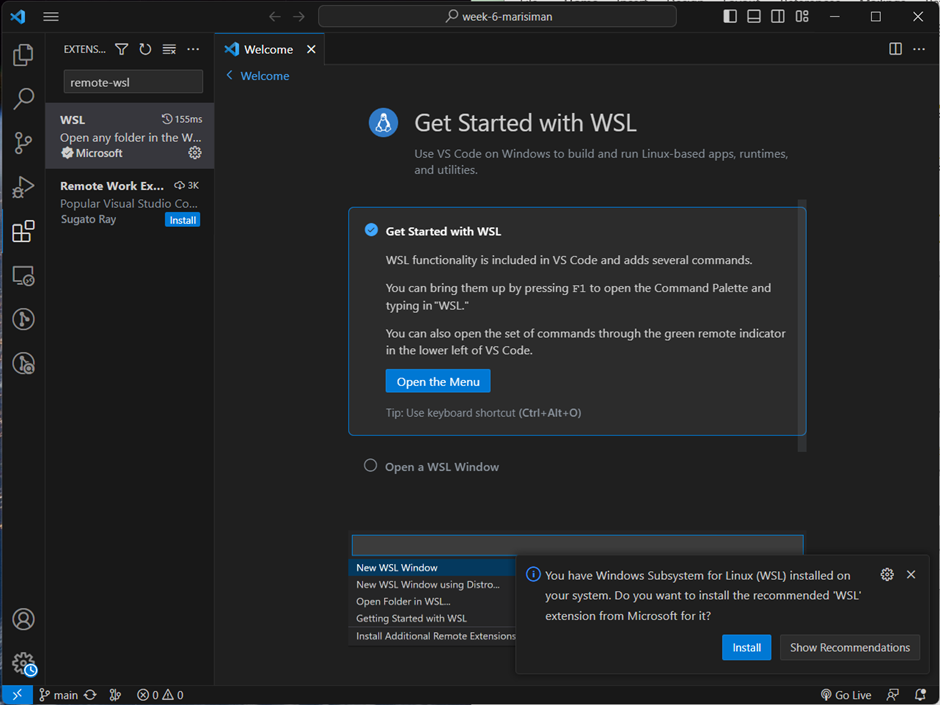 week-6-marisiman
EXTENS...
remote-wsl
WSL
155ms
Open any folder in the W...
Microsoft
Remote Work Ex...
3K
Popular Visual Studio Co...
Sugato Ray
Install
Welcome
Welcome
Get Started with WSL
Use VS Code on Windows to build and run Linux-based apps, runtimes,
and utilities.
Get Started with WSL
WSL functionality is included in VS Code and adds several commands.
You can bring them up by pressing F1 to open the Command Palette and
typing in "WSL."
You can also open the set of commands through the green remote indicator
in the lower left of VS Code.
Open the Menu
Tip: Use keyboard shortcut (Ctrl+Alt+O)
Open a WSL Window
New WSL Window
New WSL Window using Distro...
Open Folder in WSL...
Getting Started with WSL
Install Additional Remote Extensions
You have Windows Subsystem for Linux (WSL) installed on
your system. Do you want to install the recommended 'WSL'
extension from Microsoft for it?
Install
Show Recommendations
main
0
0
Go Live